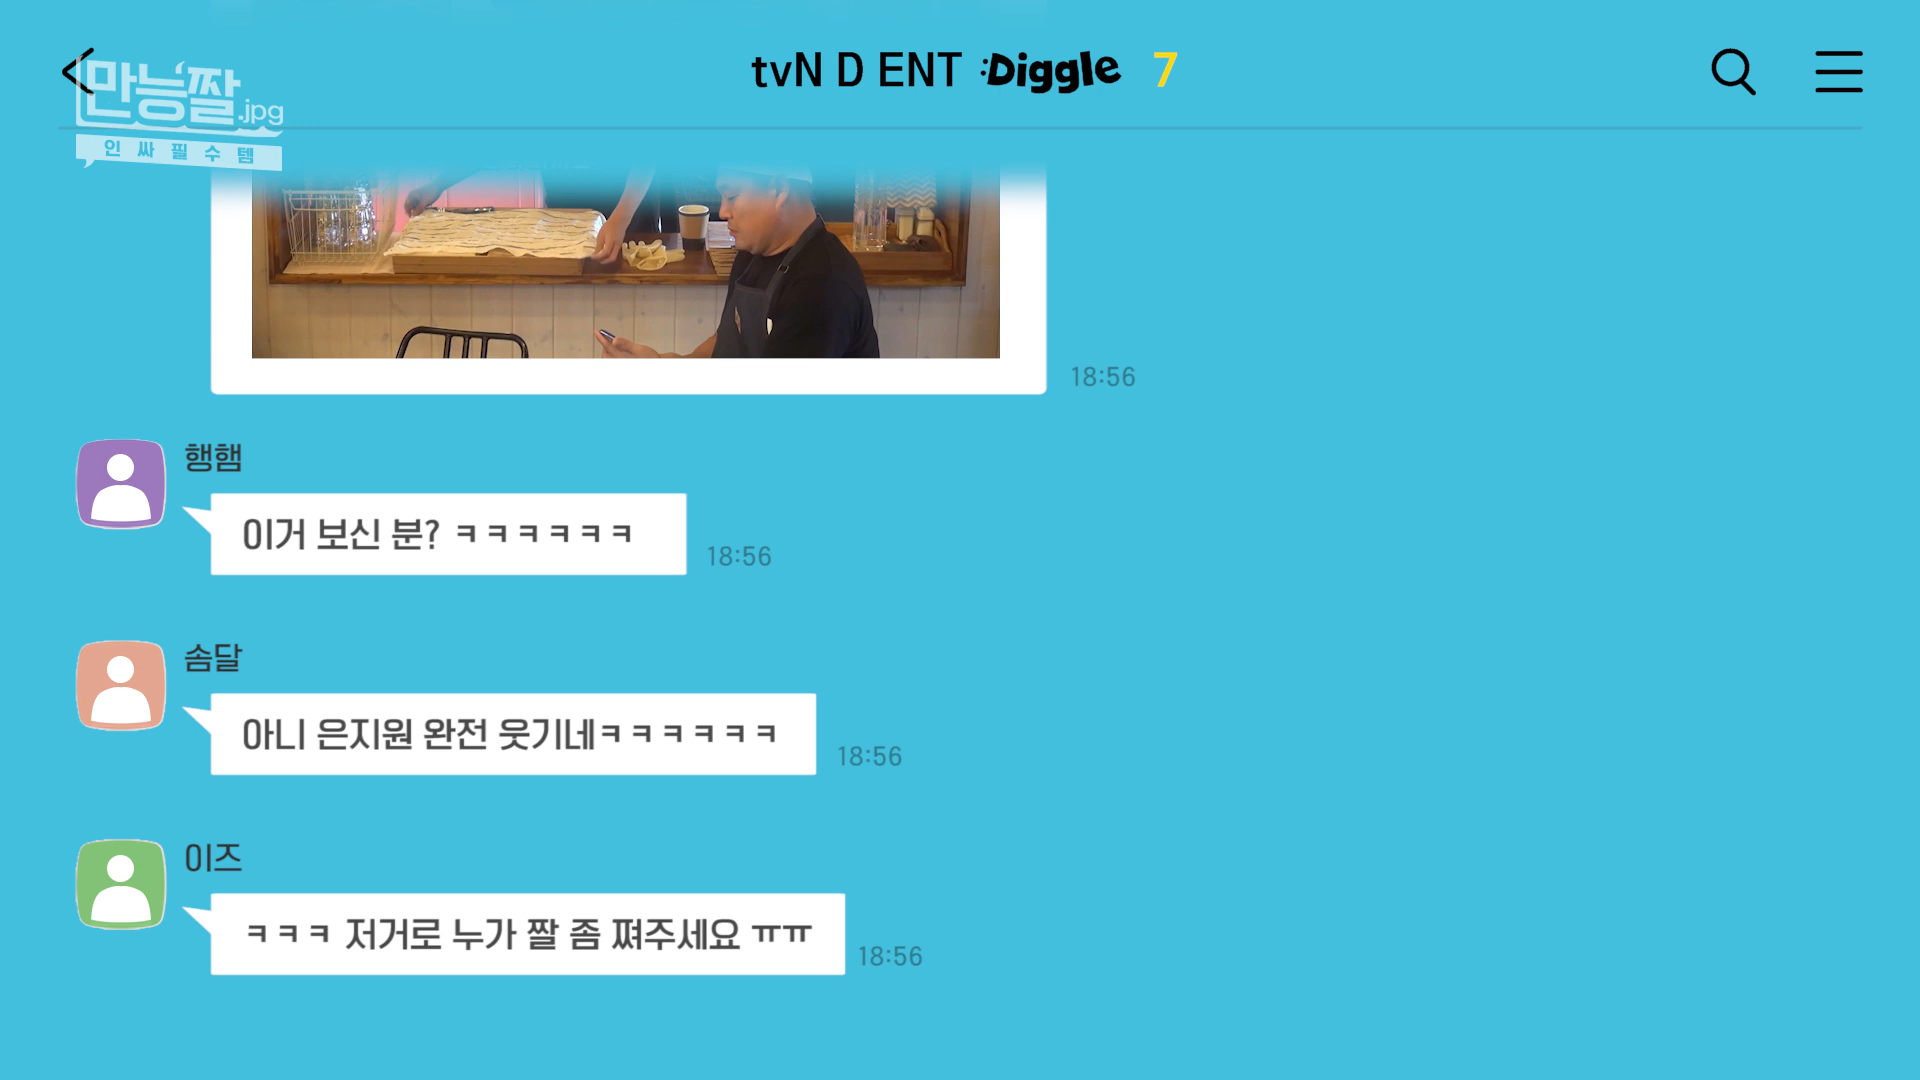 만능짤.jpg
인싸필수템
tvN D ENT :Diggle 7
18:56
행햄
이거 보신 분? ㅋㅋㅋㅋㅋㅋ
18:56
솜달
아니 은지원 완전 웃기네ㅋㅋㅋㅋㅋㅋ
18:56
이즈
ㅋㅋㅋ 저거로 누가 짤 좀 쪄주세요 ㅠㅠ
18:56